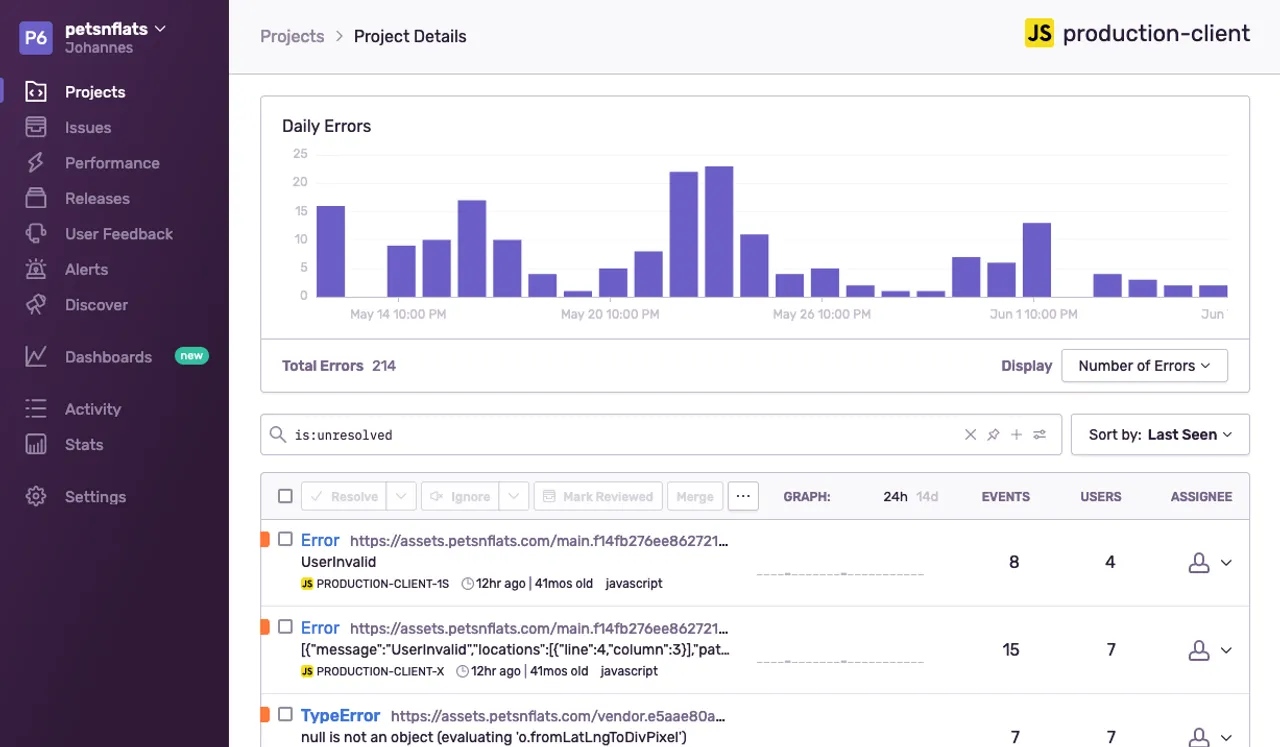 P6
petsnflats
Johannes
Projects
Issues
Performance
Releases
User Feedback
Alerts
Discover
Dashboards new
Activity
Stats
Settings
Projects > Project Details
JS production-client
Daily Errors
25
20
15
10
5
0
May 14 10:00 PM May 20 10:00 PM May 26 10:00 PM Jun 1 10:00 PM Jun
Total Errors 214
Display Number of Errors
is:unresolved
Sort by: Last Seen
Resolve Ignore Mark Reviewed Merge ... GRAPH: 24h 14d EVENTS USERS ASSIGNEE
Error https://assets.petsnflats.com/main.f14fb276ee862721...
UserInvalid
8 4
JS PRODUCTION-CLIENT-1S 12hr ago | 41mos old javascript
Error https://assets.petsnflats.com/main.f14fb276ee862721...
[{"message":"UserInvalid","locations":[{"line":4,"column":3}],"pat...
15 7
JS PRODUCTION-CLIENT-X 12hr ago | 41mos old javascript
TypeError https://assets.petsnflats.com/vendor.e5aae80a...
null is not an object (evaluating 'o.fromLatLngToDivPixel')
7 7